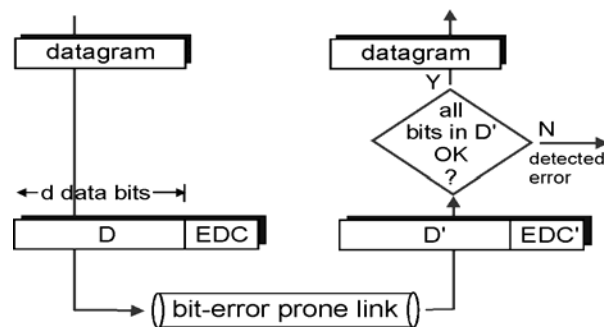 datagram
d data bits
D EDC
bit-error prone link
datagram
Y
all
bits in D'
OK
?
N
detected
error
D' EDC'